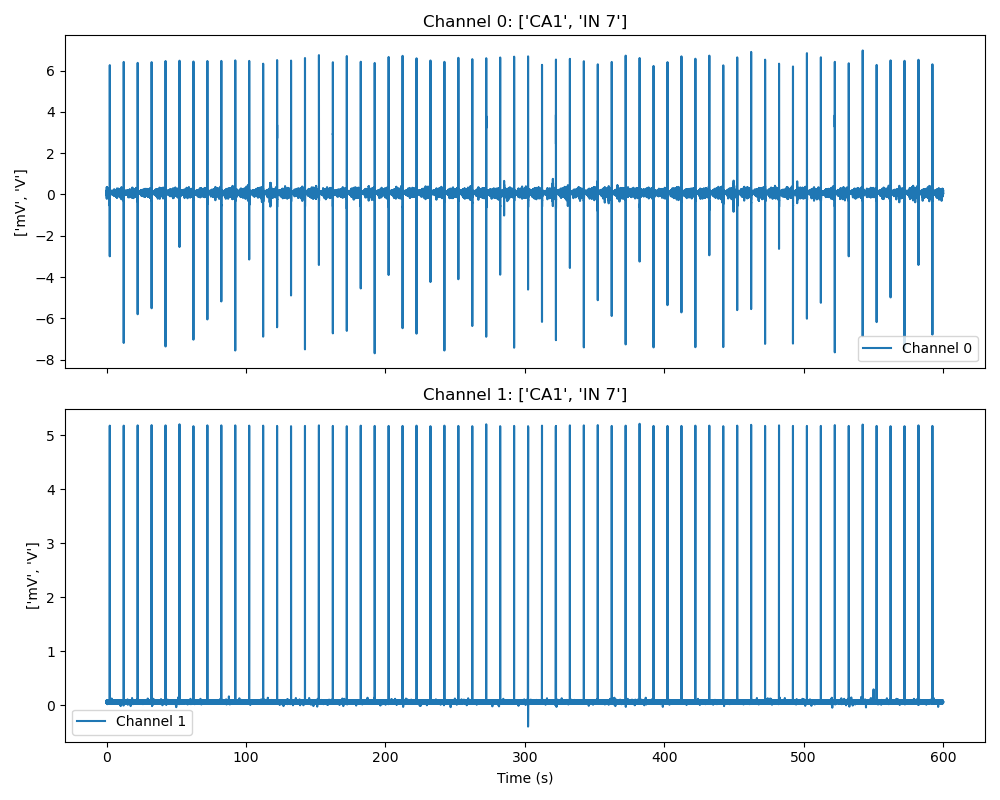 Channel 0: ['CA1', 'IN 7']
['mV', 'V']
6
4
2
0
−2
−4
−6
−8
Channel 0
Channel 1: ['CA1', 'IN 7']
['mV', 'V']
5
4
3
2
1
0
Channel 1
0 100 200 300 400 500 600
Time (s)